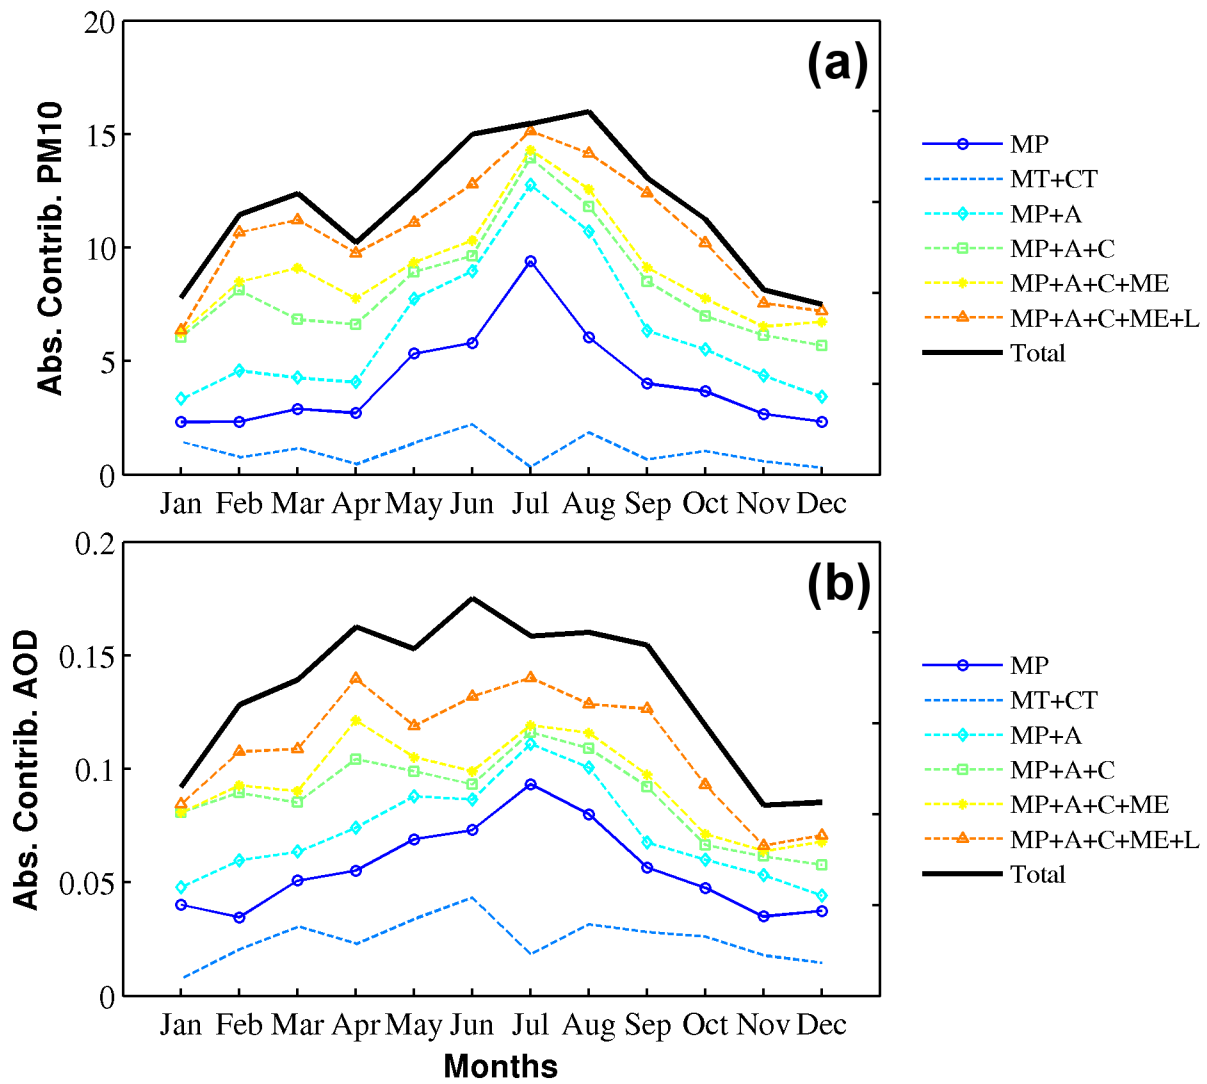 (a)
Abs. Contrib. PM10
20
15
10
5
0
Jan Feb Mar Apr May Jun Jul Aug Sep Oct Nov Dec
MP
MT+CT
MP+A
MP+A+C
MP+A+C+ME
MP+A+C+ME+L
Total
(b)
Abs. Contrib. AOD
0.2
0.15
0.1
0.05
0
Jan Feb Mar Apr May Jun Jul Aug Sep Oct Nov Dec
Months
MP
MT+CT
MP+A
MP+A+C
MP+A+C+ME
MP+A+C+ME+L
Total